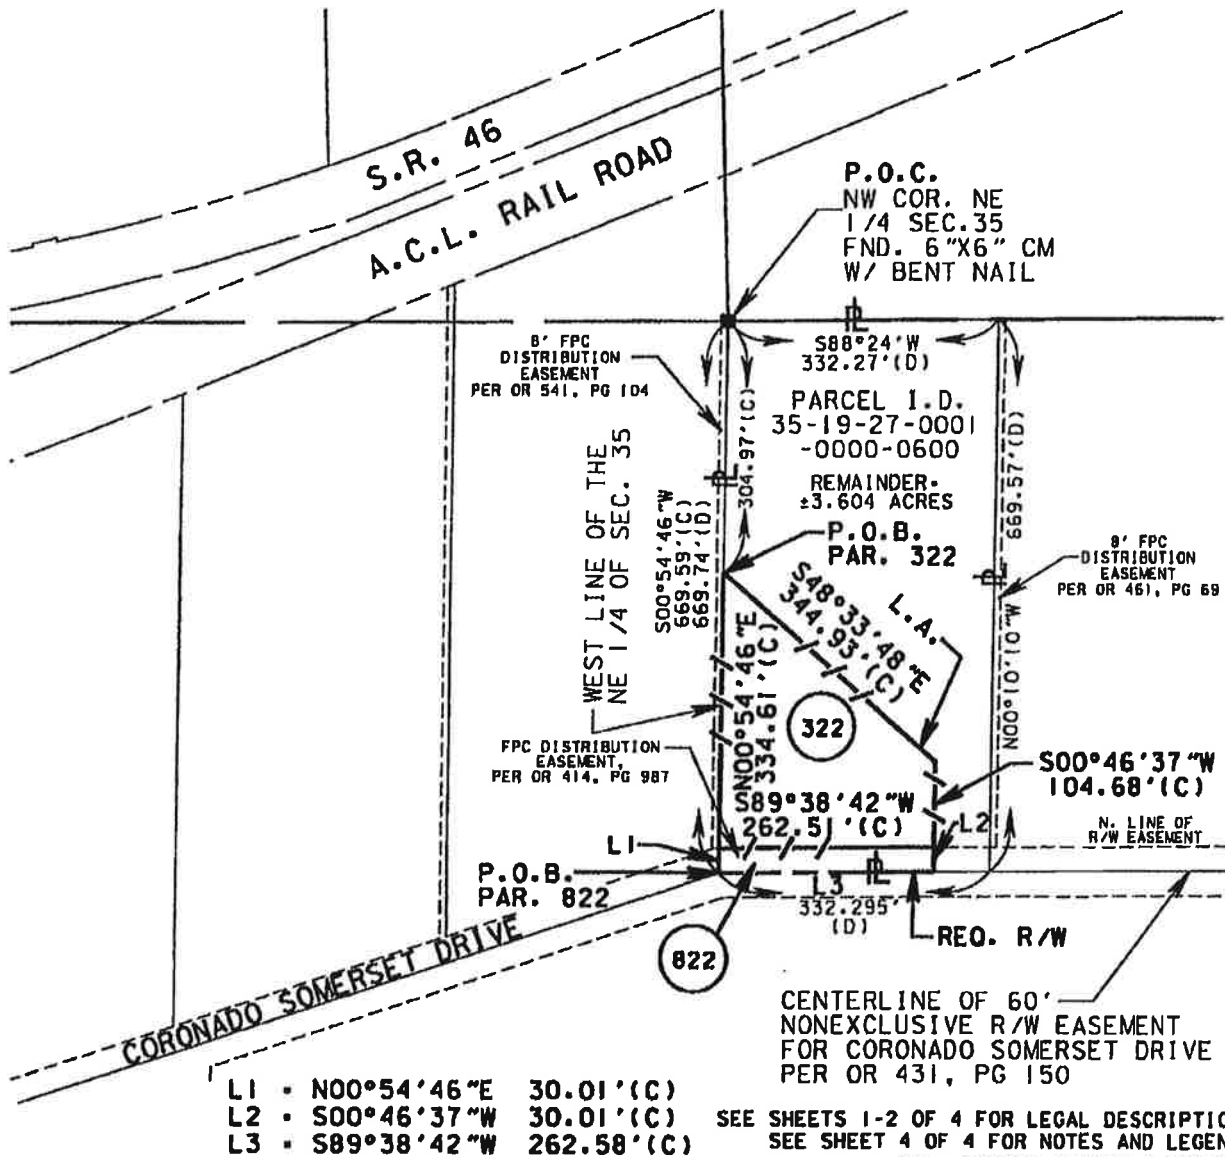 S.R. 46
A.C.L. RAIL ROAD
P.O.C.
NW COR. NE
1/4 SEC.35
FND. 6"X6" CM
W/ BENT NAIL
PL
S88°24'W
332.27'(D)
8' FPC
DISTRIBUTION
EASEMENT
PER OR 541, PG 104
304.97'(C)
PARCEL I.D.
35-19-27-0001
-0000-0600
REMAINDER=
±3.604 ACRES
669.57'(D)
WEST LINE OF THE
NE 1/4 OF SEC. 35
S00°54'46"W
669.59'(C)
669.74'(D)
PL
P.O.B.
PAR. 322
8' FPC
DISTRIBUTION
EASEMENT
PER OR 461, PG 69
PL
S48°33'48"E
344.93'(C)
L.A.
N00°54'46"E
334.61'(C)
322
N00°10'10"W
FPC DISTRIBUTION
EASEMENT,
PER OR 414, PG 987
S00°46'37"W
104.68'(C)
S89°38'42"W
262.51'(C)
L2
N. LINE OF
R/W EASEMENT
L1
P.O.B.
PAR. 822
PL
L3
332.295'
(D)
REQ. R/W
822
CORONADO SOMERSET DRIVE
CENTERLINE OF 60'
NONEXCLUSIVE R/W EASEMENT
FOR CORONADO SOMERSET DRIVE
PER OR 431, PG 150
L1 = N00°54'46"E 30.01'(C)
L2 = S00°46'37"W 30.01'(C)
L3 = S89°38'42"W 262.58'(C)
SEE SHEETS 1-2 OF 4 FOR LEGAL DESCRIPTIO
SEE SHEET 4 OF 4 FOR NOTES AND LEGEN